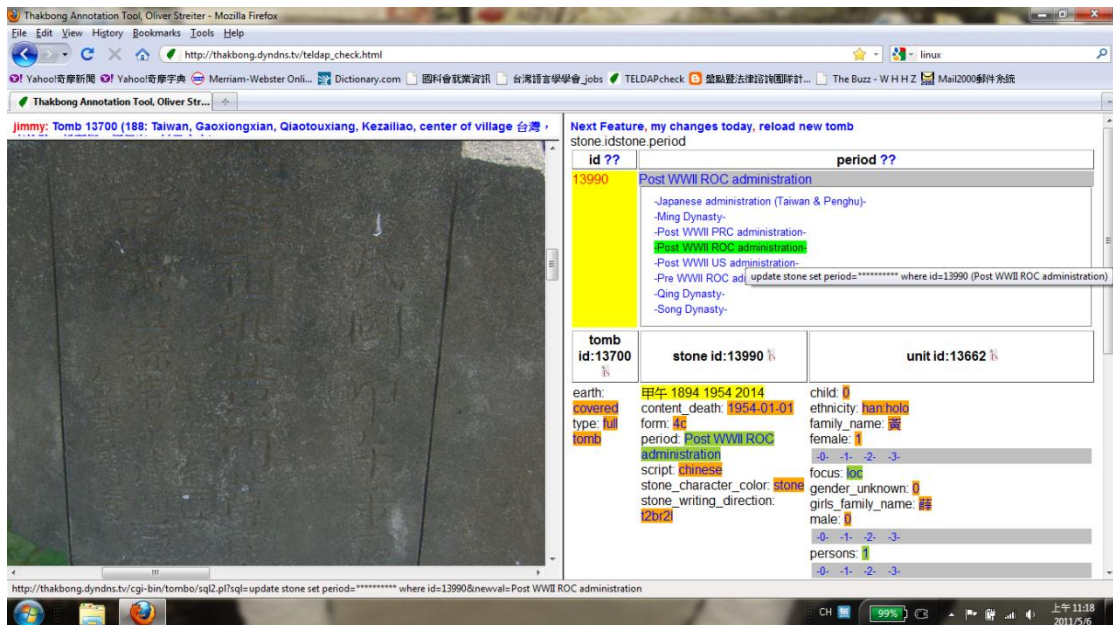 Thakbong Annotation Tool, Oliver Streiter - Mozilla Firefox
File Edit View History Bookmarks Tools Help
http://thakbong.dyndns.tv/teldap_check.html
linux
Yahoo!奇摩新聞 Yahoo!奇摩字典 Merriam-Webster Onli... Dictionary.com 國科會就業資訊 台灣語言學學會_jobs TELDAPcheck 盤點暨法律諮詢團隊計... The Buzz - W H H Z Mail2000郵件系統
Thakbong Annotation Tool, Oliver Str...
jimmy: Tomb 13700 (188: Taiwan, Gaoxiongxian, Qiaotouxiang, Kezailiao, center of village 台灣，
Next Feature, my changes today, reload new tomb
stone.idstone.period
id ?? period ??
13990 Post WWII ROC administration
-Japanese administration (Taiwan & Penghu)-
-Ming Dynasty-
-Post WWII PRC administration-
-Post WWII ROC administration-
-Post WWII US administration-
-Pre WWII ROC ad
update stone set period=********** where id=13990 (Post WWII ROC administration)
-Qing Dynasty-
-Song Dynasty-
tomb id:13700 stone id:13990 unit id:13662
earth: covered
type: full tomb
甲午 1894 1954 2014
content_death: 1954-01-01
form: 4c
period: Post WWII ROC administration
script: chinese
stone_character_color: stone
stone_writing_direction: t2br2l
child: 0
ethnicity: han:holo
family_name: 黃
female: 1
-0- -1- -2- -3-
focus: loc
gender_unknown: 0
girls_family_name: 薛
male: 0
-0- -1- -2- -3-
persons: 1
-0- -1- -2- -3-
http://thakbong.dyndns.tv/cgi-bin/tombo/sql2.pl?sql=update stone set period=********** where id=13990&newval=Post WWII ROC administration
CH 99% 上午 11:18
2011/5/6